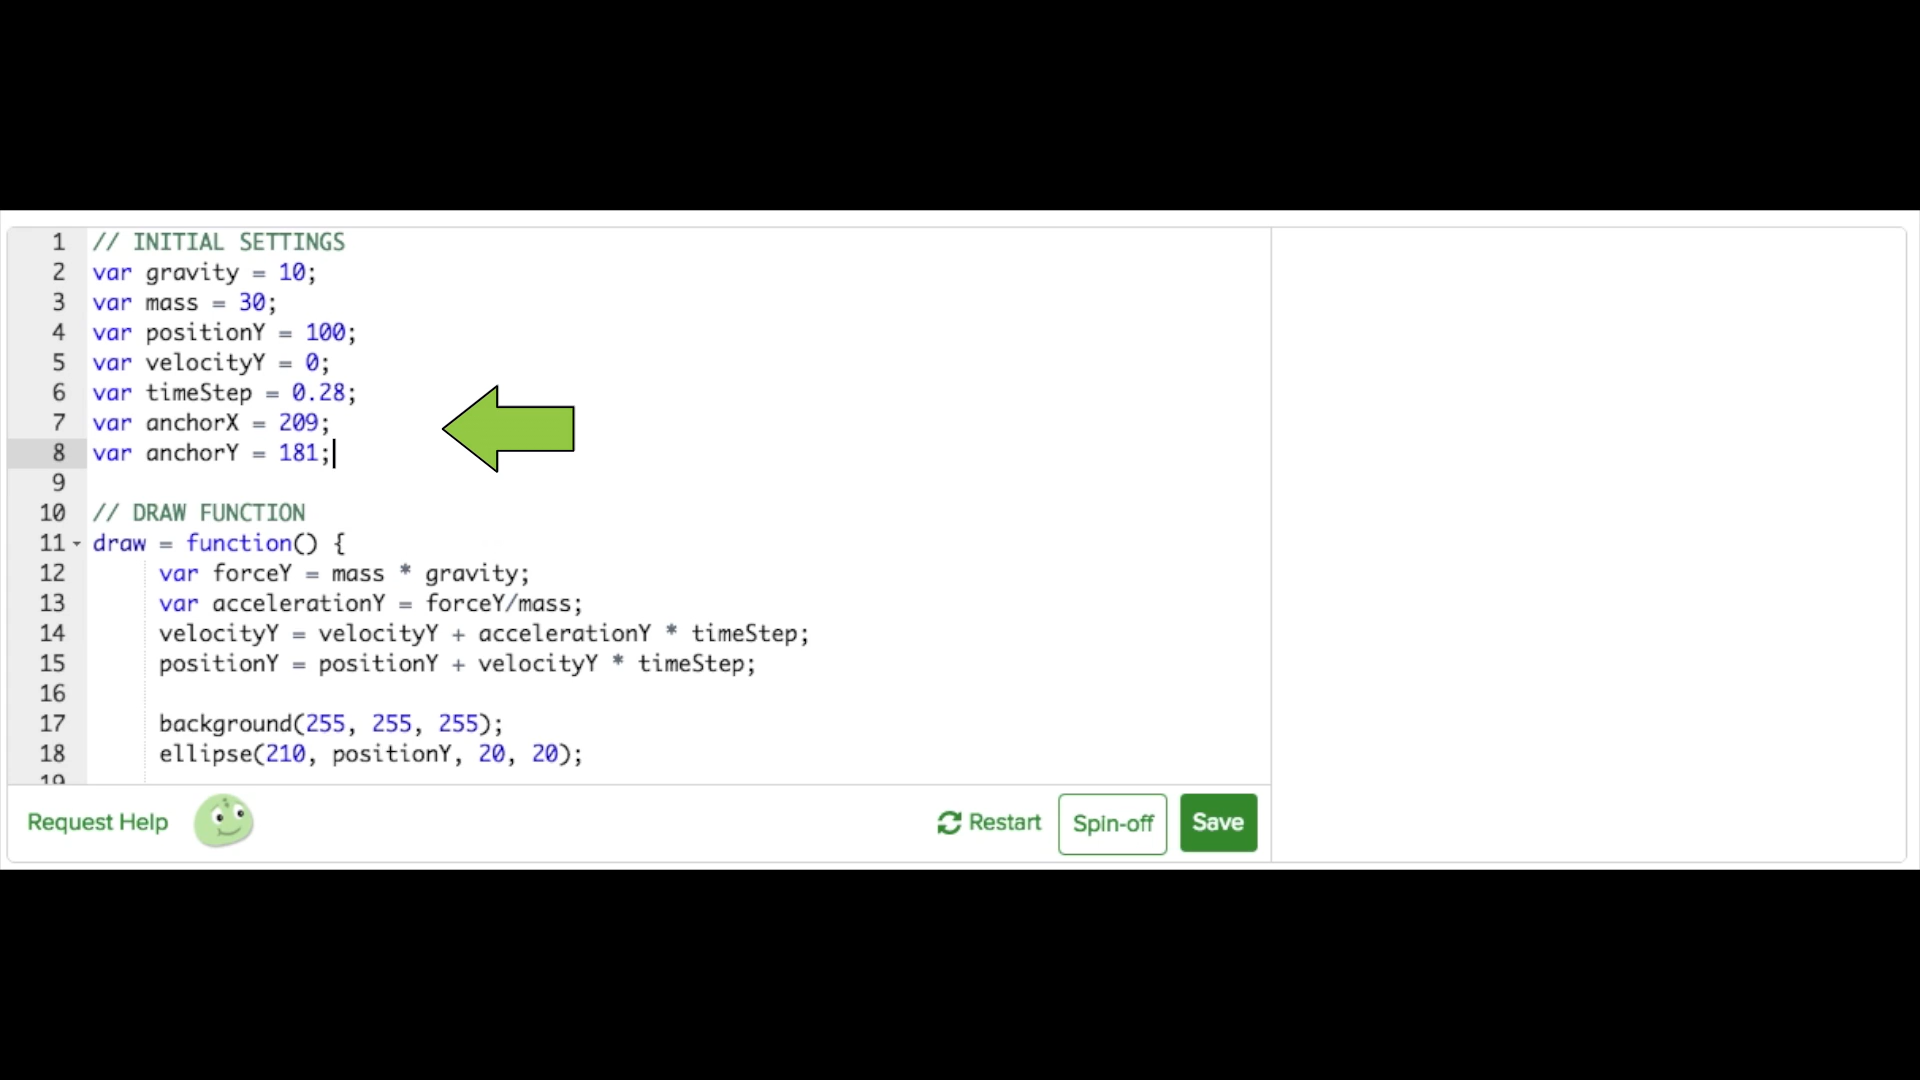 1 // INITIAL SETTINGS
2 var gravity = 10;
3 var mass = 30;
4 var positionY = 100;
5 var velocityY = 0;
6 var timeStep = 0.28;
7 var anchorX = 209;
8 var anchorY = 181;
9
10 // DRAW FUNCTION
11 draw = function() {
12 var forceY = mass * gravity;
13 var accelerationY = forceY/mass;
14 velocityY = velocityY + accelerationY * timeStep;
15 positionY = positionY + velocityY * timeStep;
16
17 background(255, 255, 255);
18 ellipse(210, positionY, 20, 20);
19
Request Help Restart Spin-off Save